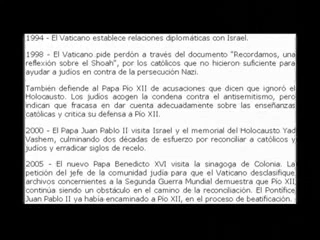 1994 - El Vaticano establece relaciones diplomáticas con Israel.
1998 - El Vaticano pide perdón a través del documento "Recordamos, una
reflexión sobre el Shoah", por los católicos que no hicieron suficiente para
ayudar a judíos en contra de la persecución Nazi.
También defiende al Papa Pío XII de acusaciones que dicen que ignoró el
Holocausto. Los judíos acogen la condena contra el antisemitismo, pero
indican que fracasa en dar cuenta adecuadamente sobre las enseñanzas
católicas y critica su defensa a Pío XII.
2000 - El Papa Juan Pablo II visita Israel y el memorial del Holocausto Yad
Vashem, culminando dos décadas de esfuerzo por reconciliar a católicos y
judíos y erradicar siglos de recelo.
2005 - El nuevo Papa Benedicto XVI visita la sinagoga de Colonia. La
petición del jefe de la comunidad judía para que el Vaticano desclasifique
archivos concernientes a la Segunda Guerra Mundial demuestra que Pío XII,
continúa siendo un obstáculo en el camino de la reconciliación. El Pontífice
Juan Pablo II ya había encaminado a Pío XII, en el proceso de beatificación.